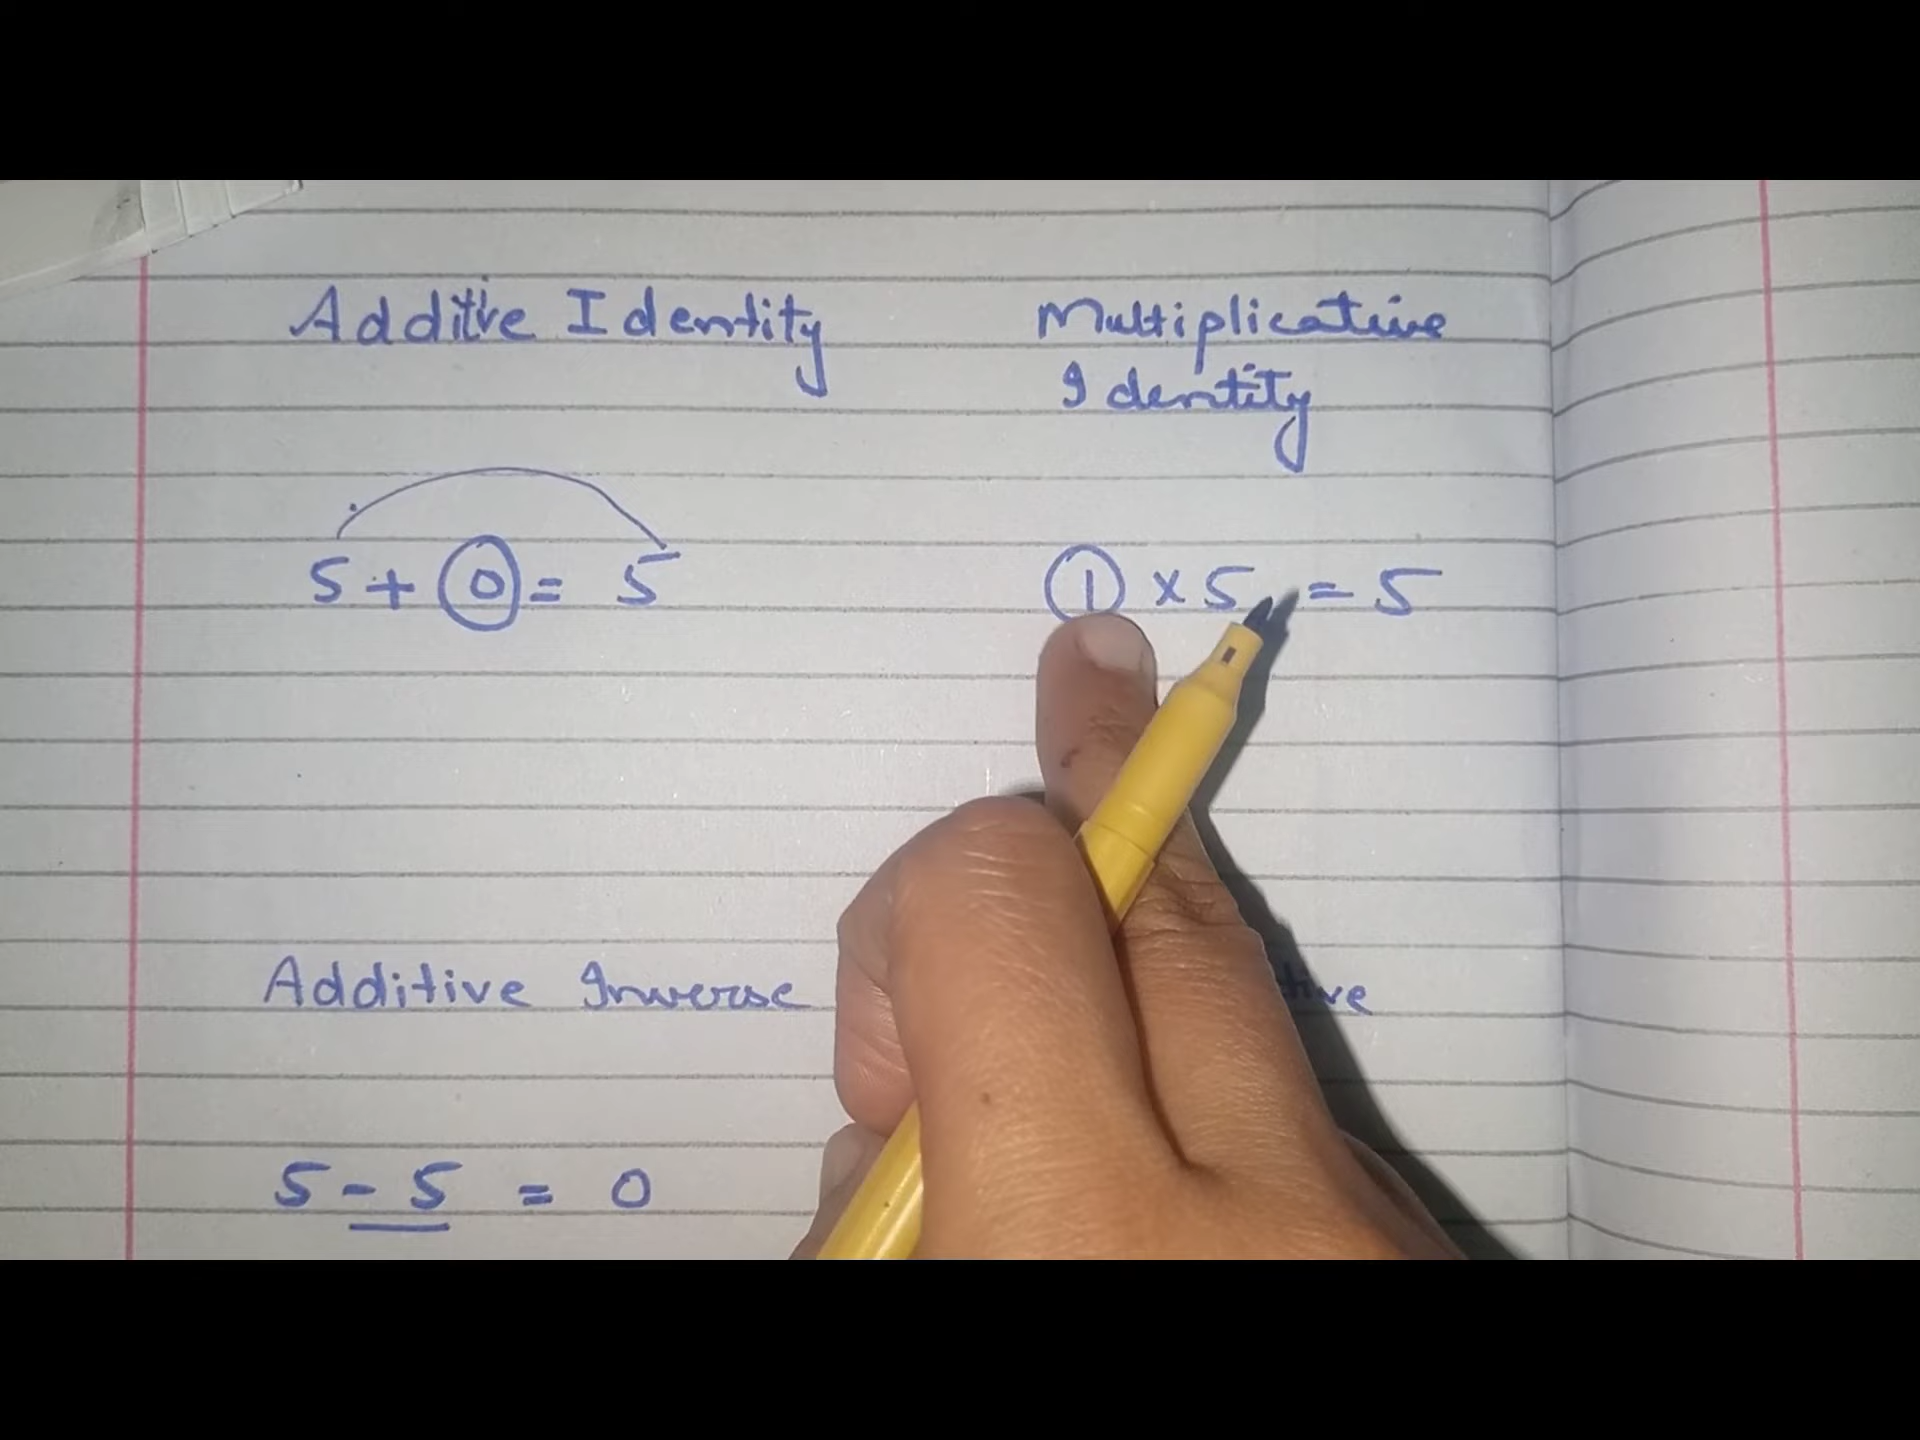 Additive Identity
Multiplicative
Identity
5 + 0 = 5
1 × 5 = 5
Additive Inverse
5 - 5 = 0